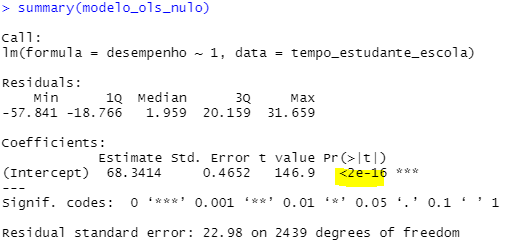 > summary(modelo_ols_nulo)
Call:
lm(formula = desempenho ~ 1, data = tempo_estudante_escola)
Residuals:
    Min      1Q  Median      3Q     Max
-57.841 -18.766   1.959  20.159  31.659
Coefficients:
            Estimate Std. Error t value Pr(>|t|)
(Intercept)  68.3414     0.4652   146.9   <2e-16 ***
---
Signif. codes:  0 ‘***’ 0.001 ‘**’ 0.01 ‘*’ 0.05 ‘.’ 0.1 ‘ ’ 1
Residual standard error: 22.98 on 2439 degrees of freedom